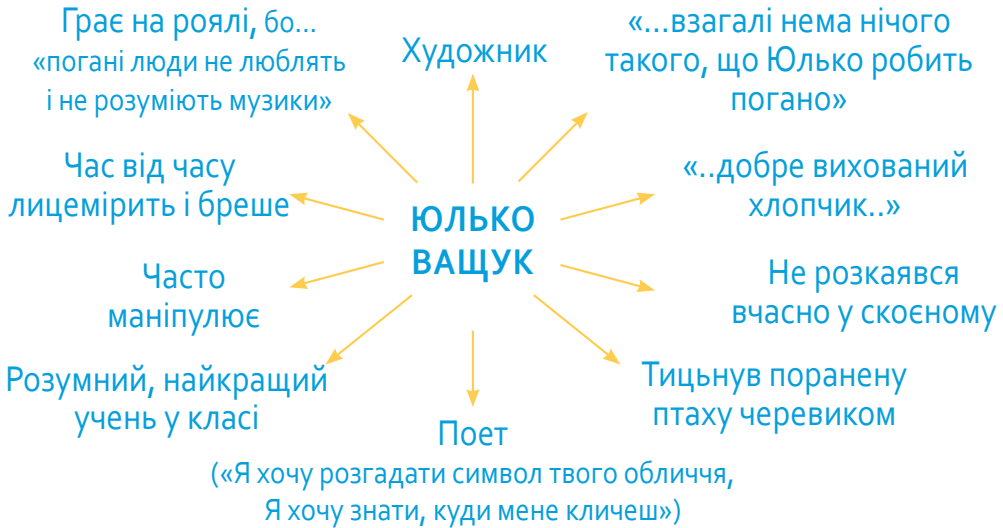 Грає на роялі, бо...
«погані люди не люблять
і не розуміють музики»
Художник
«...взагалі нема нічого
такого, що Юлько робить
погано»
Час від часу
лицемірить і бреше
«..добре вихований
хлопчик..»
ЮЛЬКО
ВАЩУК
Часто
маніпулює
Не розкаявся
вчасно у скоєному
Розумний, найкращий
учень у класі
Тицьнув поранену
птаху черевиком
Поет
(«Я хочу розгадати символ твого обличчя,
Я хочу знати, куди мене кличеш»)